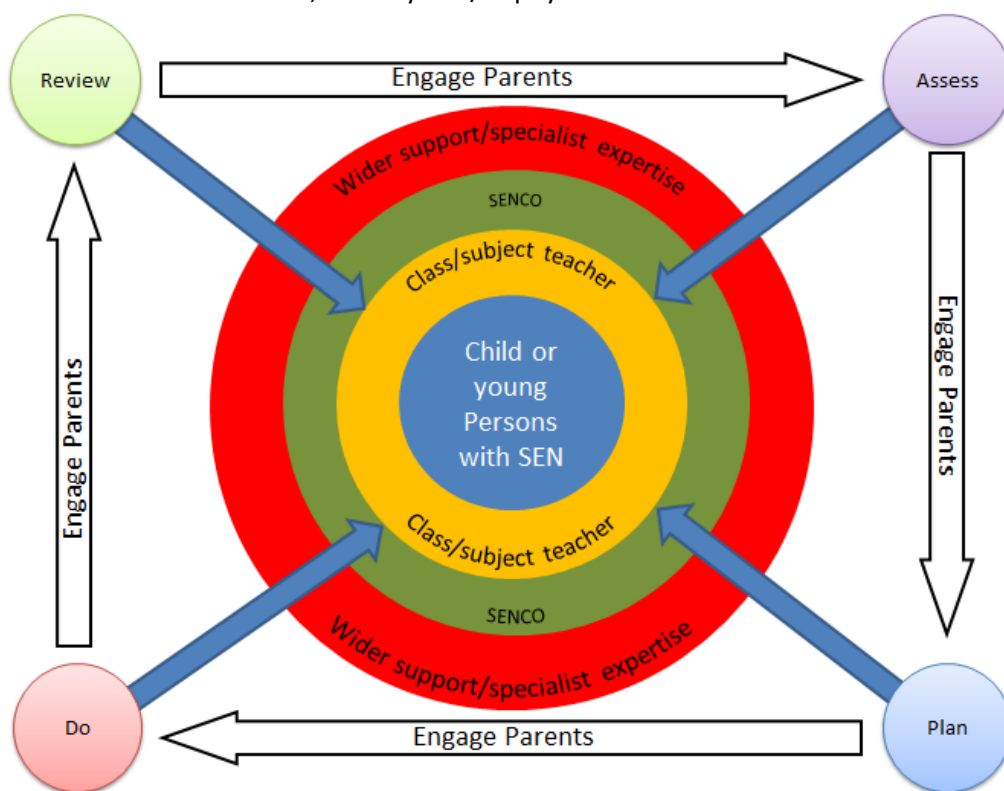 Review
Engage Parents
Assess
Wider support/specialist expertise
SENCO
Class/subject teacher
Child or
young
Persons
with SEN
Engage Parents
Engage Parents
Class/subject teacher
SENCO
Wider support/specialist expertise
Do
Engage Parents
Plan